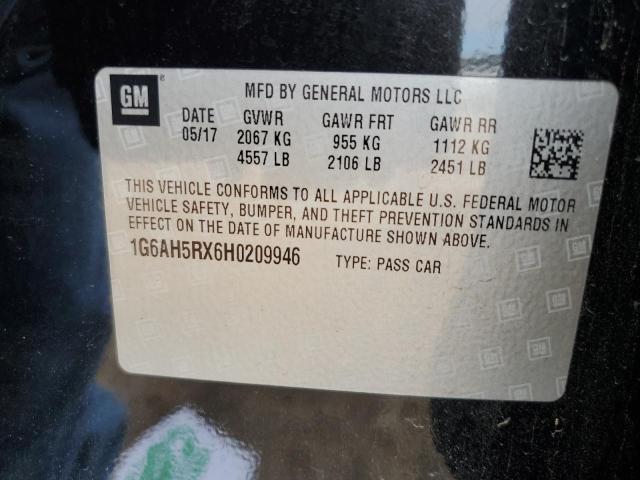 GM
MFD BY GENERAL MOTORS LLC
DATE GVWR GAWR FRT GAWR RR
05/17 2067 KG 955 KG 1112 KG
4557 LB 2106 LB 2451 LB
THIS VEHICLE CONFORMS TO ALL APPLICABLE U.S. FEDERAL MOTOR
VEHICLE SAFETY, BUMPER, AND THEFT PREVENTION STANDARDS IN
EFFECT ON THE DATE OF MANUFACTURE SHOWN ABOVE.
1G6AH5RX6H0209946 TYPE: PASS CAR